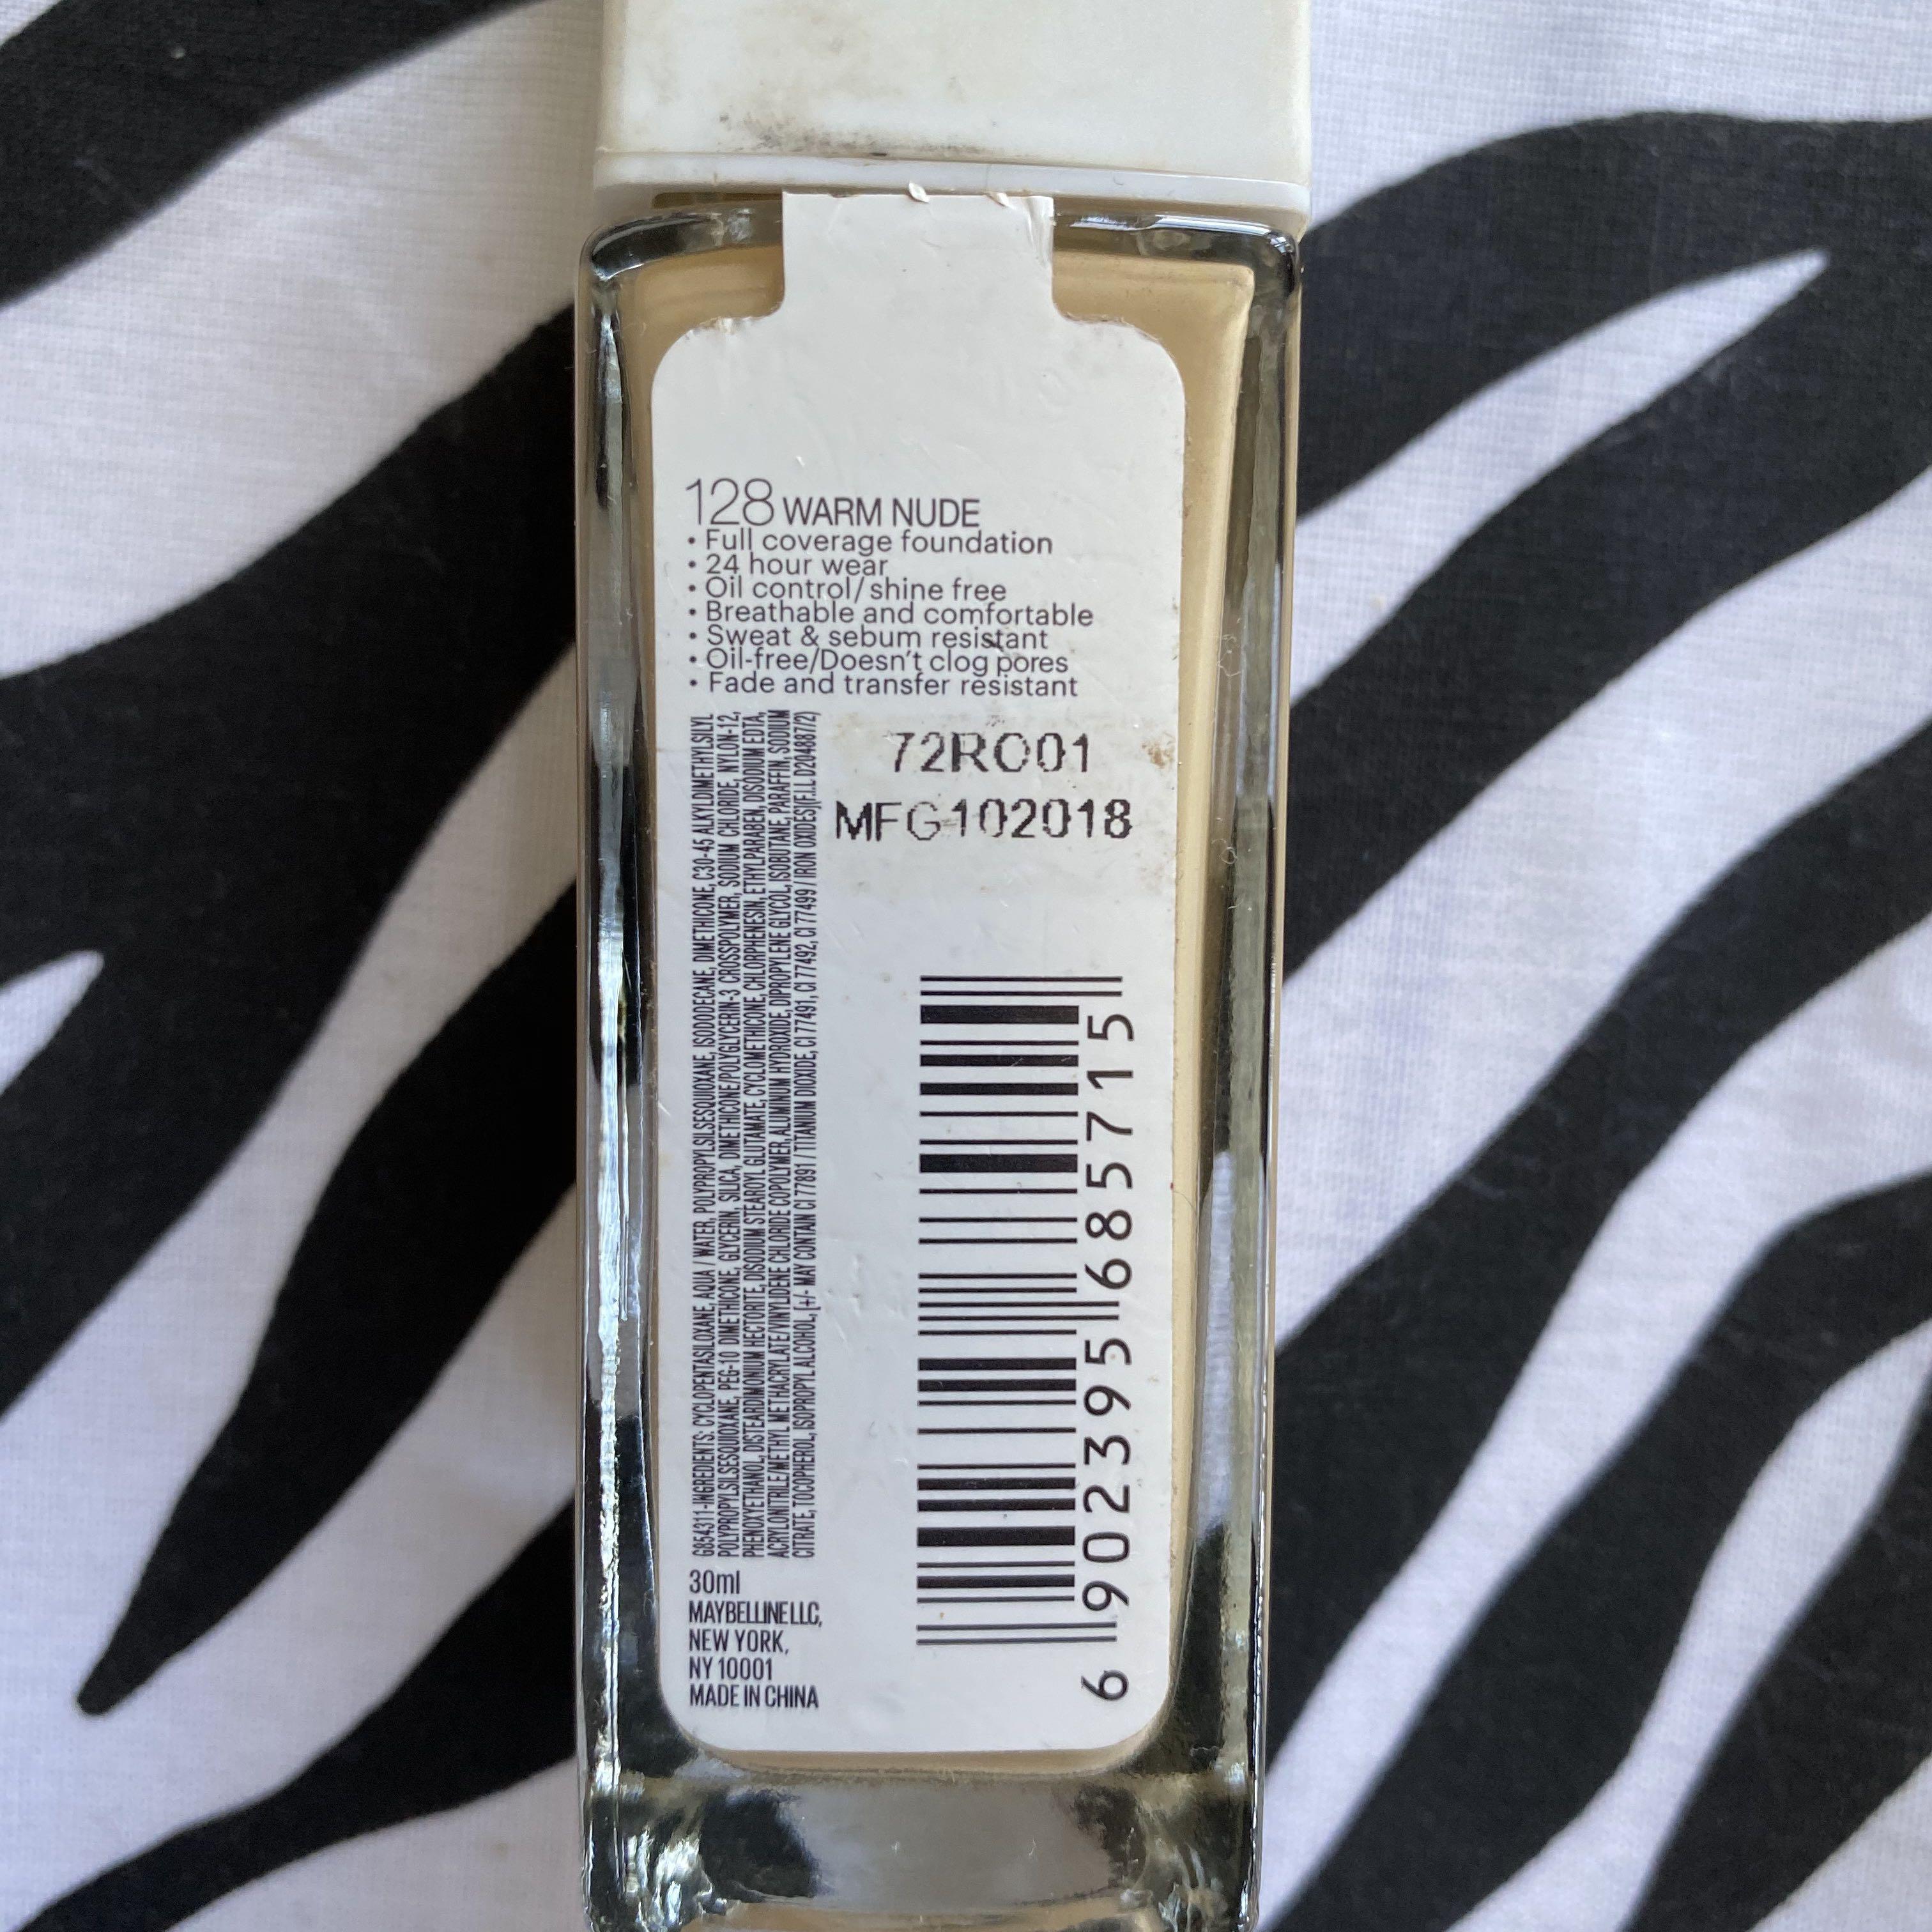 128 WARM NUDE
• Full coverage foundation
• 24 hour wear
• Oil control/shine free
• Breathable and comfortable
• Sweat & sebum resistant
• Oil-free/Doesn't clog pores
• Fade and transfer resistant
72RO01
MFG102018
G854311-INGREDIENTS: CYCLOPENTASILOXANE, AQUA / WATER, POLYPROPYLSILSESQUIOXANE, ISODODECANE, DIMETHICONE, C30-45 ALKYLDIMETHYLSILYL
POLYPROPYLSILSESQUIOXANE, PEG-10 DIMETHICONE, GLYCERIN, SILICA, DIMETHICONE/POLYGLYCERIN-3 CROSSPOLYMER, SODIUM CHLORIDE, NYLON-12,
PHENOXYETHANOL, DISTEARDIMONIUM HECTORITE, DISODIUM STEAROYL GLUTAMATE, CYCLOMETHICONE, CHLORPHENESIN, ETHYLPARABEN, DISODIUM EDTA,
ACRYLONITRILE/METHYL METHACRYLATE/VINYLIDENE CHLORIDE COPOLYMER, ALUMINUM HYDROXIDE, DIPROPYLENE GLYCOL, ISOBUTANE, PARAFFIN, SODIUM
CITRATE, TOCOPHEROL, ISOPROPYL ALCOHOL, [+/- MAY CONTAIN CI 77891 / TITANIUM DIOXIDE, CI 77491, CI 77492, CI 77499 / IRON OXIDES](F.I.L D204887/2)
6 902395 685715
30ml
MAYBELLINE LLC,
NEW YORK,
NY 10001
MADE IN CHINA